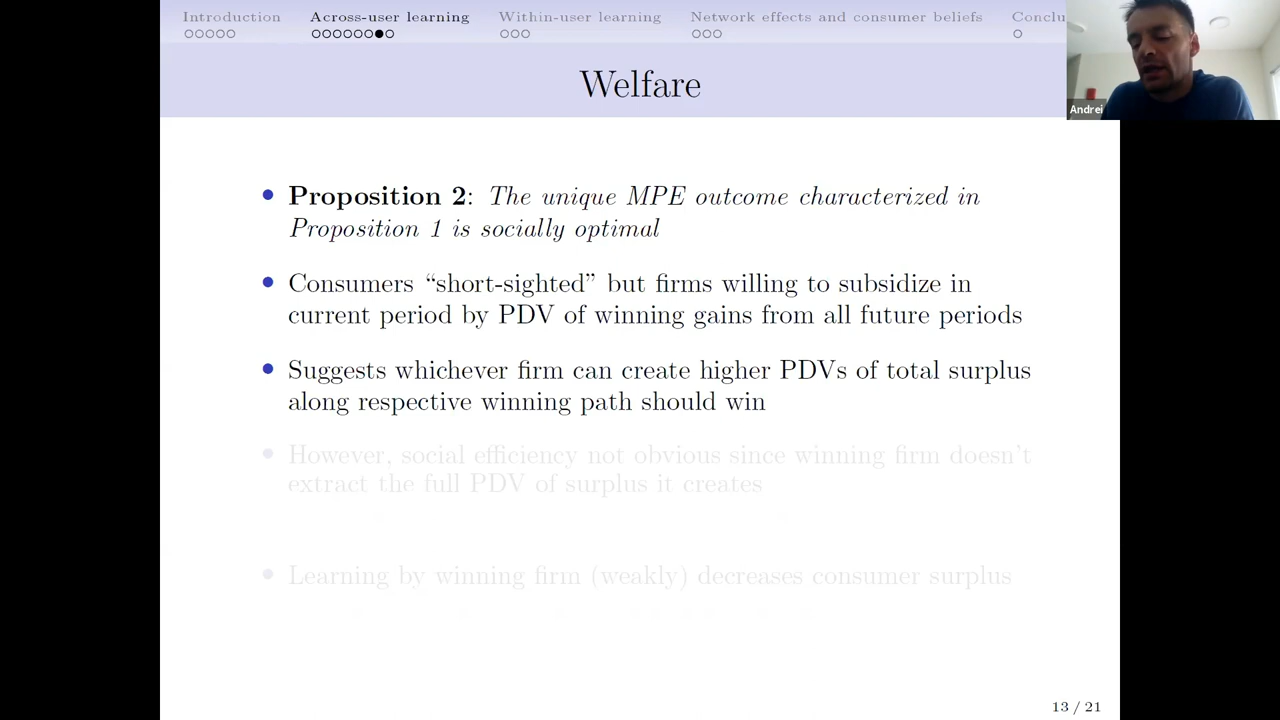 Introduction Across-user learning Within-user learning Network effects and consumer beliefs Conclu
Welfare
Andrei
• Proposition 2: The unique MPE outcome characterized in
Proposition 1 is socially optimal
• Consumers “short-sighted” but firms willing to subsidize in
current period by PDV of winning gains from all future periods
• Suggests whichever firm can create higher PDVs of total surplus
along respective winning path should win
• However, social efficiency not obvious since winning firm doesn't
extract the full PDV of surplus it creates
• Learning by winning firm (weakly) decreases consumer surplus
13 / 21